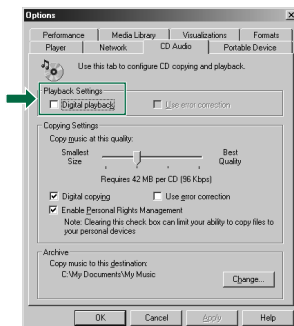 Options
Performance Media Library Visualizations Formats
Player Network CD Audio Portable Device
Use this tab to configure CD copying and playback.
Playback Settings
Digital playback Use error correction
Copying Settings
Copy music at this quality:
Smallest Size Best Quality
Requires 42 MB per CD (96 Kbps)
Digital copying Use error correction
Enable Personal Rights Management
Note: Clearing this check box can limit your ability to copy files to
your personal devices
Archive
Copy music to this destination:
C:\My Documents\My Music
Change...
OK Cancel Apply Help